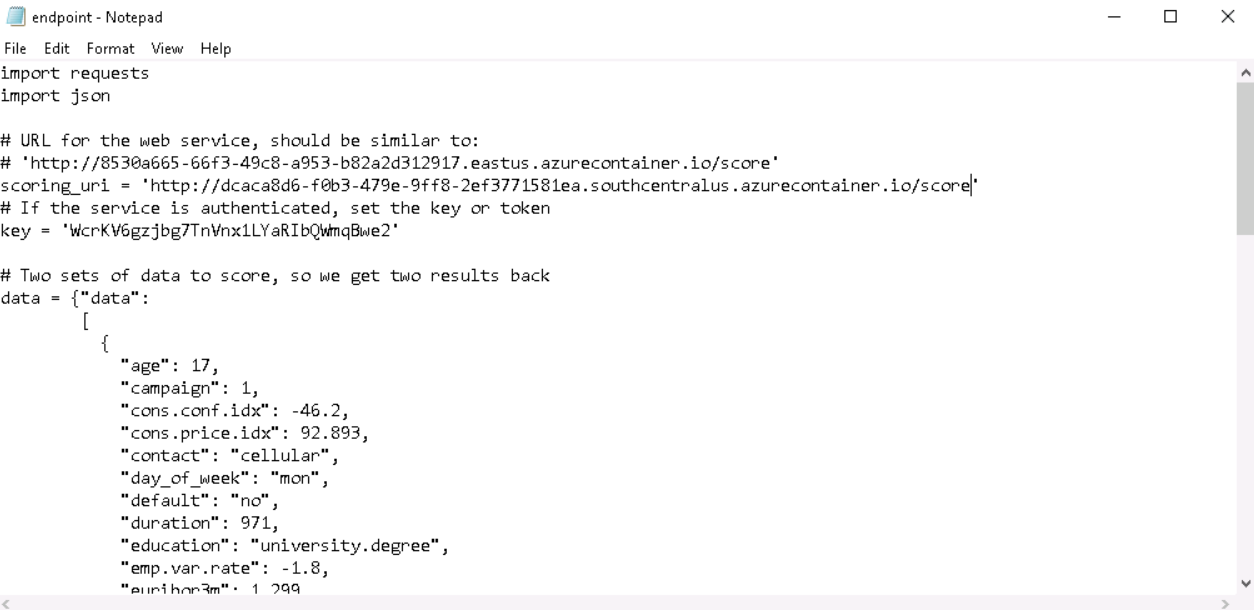 endpoint - Notepad
File Edit Format View Help
import requests
import json
# URL for the web service, should be similar to:
# 'http://8530a665-66f3-49c8-a953-b82a2d312917.eastus.azurecontainer.io/score'
scoring_uri = 'http://dcaca8d6-f0b3-479e-9ff8-2ef3771581ea.southcentralus.azurecontainer.io/score'
# If the service is authenticated, set the key or token
key = 'WcrKV6gzjbg7TnVnx1LYaRIbQWmqBwe2'
# Two sets of data to score, so we get two results back
data = {"data":
[
{
"age": 17,
"campaign": 1,
"cons.conf.idx": -46.2,
"cons.price.idx": 92.893,
"contact": "cellular",
"day_of_week": "mon",
"default": "no",
"duration": 971,
"education": "university.degree",
"emp.var.rate": -1.8,
"euribor3m": 1.299